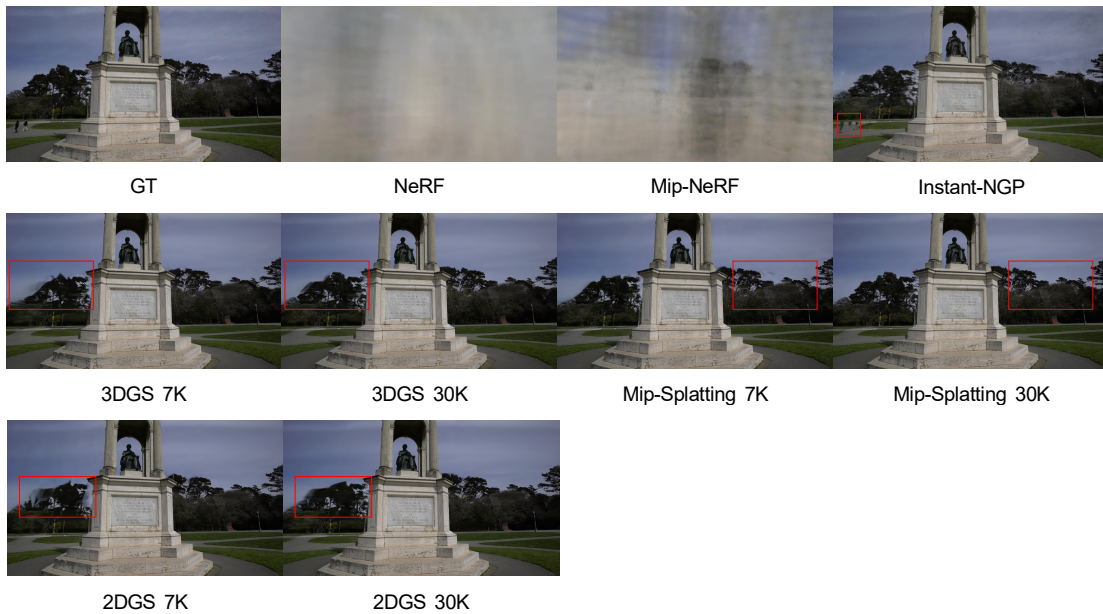 GT
NeRF
Mip-NeRF
Instant-NGP
3DGS 7K
3DGS 30K
Mip-Splatting 7K
Mip-Splatting 30K
2DGS 7K
2DGS 30K